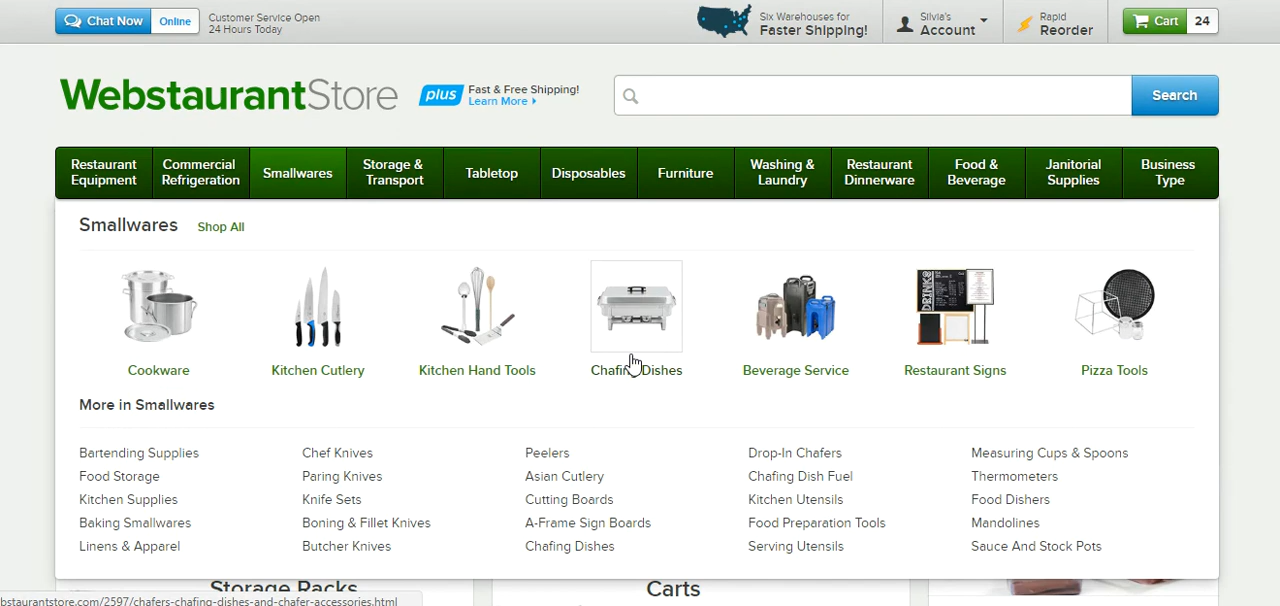 Chat Now Online
Customer Service Open
24 Hours Today
Six Warehouses for
Faster Shipping!
Silvia's
Account
Rapid
Reorder
Cart 24
WebstaurantStore
plus Fast & Free Shipping!
Learn More
Search
Restaurant
Equipment
Commercial
Refrigeration
Smallwares
Storage &
Transport
Tabletop
Disposables
Furniture
Washing &
Laundry
Restaurant
Dinnerware
Food &
Beverage
Janitorial
Supplies
Business
Type
Smallwares Shop All
DRINKS
Cookware
Kitchen Cutlery
Kitchen Hand Tools
Chafing Dishes
Beverage Service
Restaurant Signs
Pizza Tools
More in Smallwares
Bartending Supplies
Food Storage
Kitchen Supplies
Baking Smallwares
Linens & Apparel
Chef Knives
Paring Knives
Knife Sets
Boning & Fillet Knives
Butcher Knives
Peelers
Asian Cutlery
Cutting Boards
A-Frame Sign Boards
Chafing Dishes
Drop-In Chafers
Chafing Dish Fuel
Kitchen Utensils
Food Preparation Tools
Serving Utensils
Measuring Cups & Spoons
Thermometers
Food Dishers
Mandolines
Sauce And Stock Pots
Storage Racks
Carts
bstaurantstore.com/2597/chafers-chafing-dishes-and-chafer-accessories.html